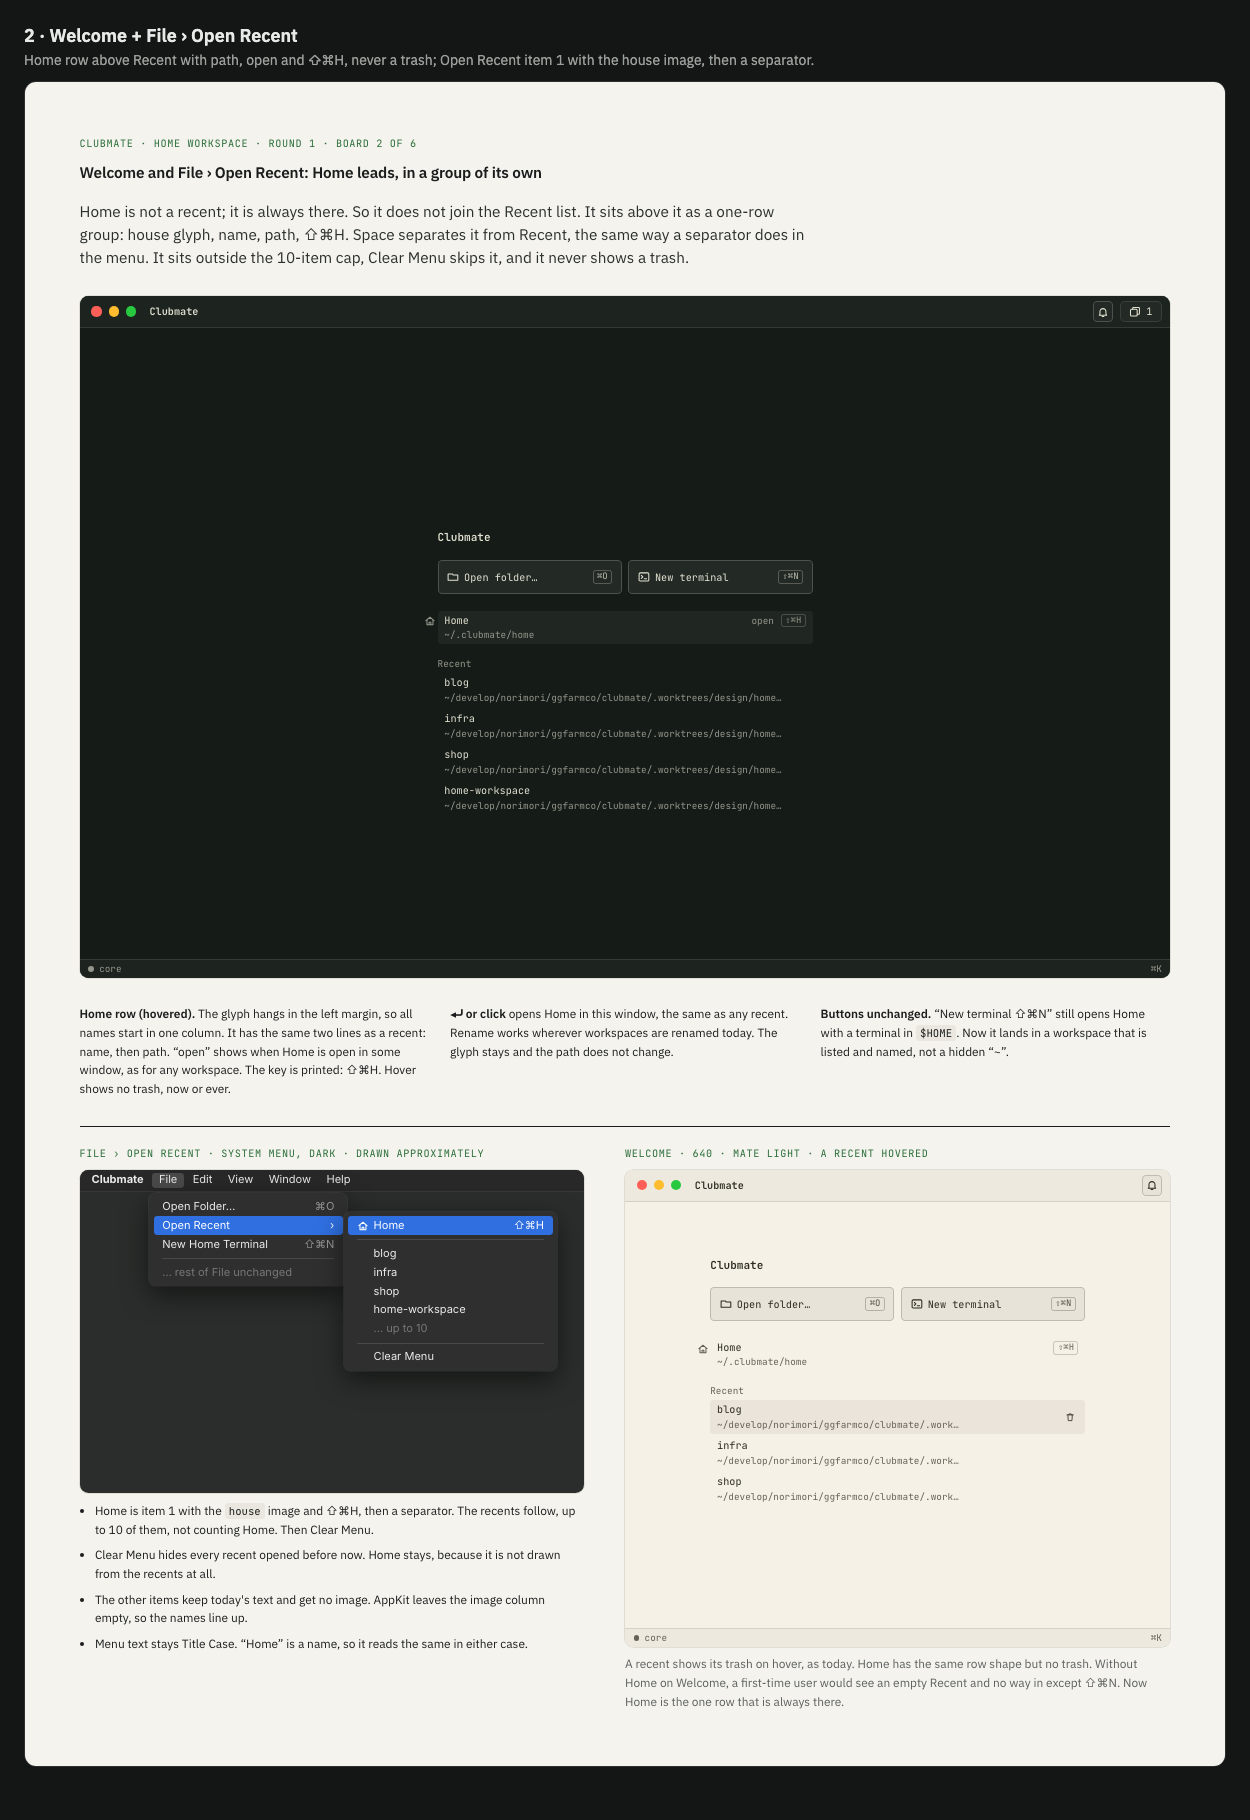 2 · Welcome + File › Open Recent
Home row above Recent with path, open and ⇧⌘H, never a trash; Open Recent item 1 with the house image, then a separator.
CLUBMATE · HOME WORKSPACE · ROUND 1 · BOARD 2 OF 6
Welcome and File › Open Recent: Home leads, in a group of its own
Home is not a recent; it is always there. So it does not join the Recent list. It sits above it as a one-row
group: house glyph, name, path, ⇧⌘H. Space separates it from Recent, the same way a separator does in
the menu. It sits outside the 10-item cap, Clear Menu skips it, and it never shows a trash.
Clubmate
1
Clubmate
Open folder… ⌘O
New terminal ⇧⌘N
Home open ⇧⌘H
~/.clubmate/home
Recent
blog
~/develop/norimori/ggfarmco/clubmate/.worktrees/design/home…
infra
~/develop/norimori/ggfarmco/clubmate/.worktrees/design/home…
shop
~/develop/norimori/ggfarmco/clubmate/.worktrees/design/home…
home-workspace
~/develop/norimori/ggfarmco/clubmate/.worktrees/design/home…
core ⌘K
Home row (hovered). The glyph hangs in the left margin, so all
names start in one column. It has the same two lines as a recent:
name, then path. “open” shows when Home is open in some
window, as for any workspace. The key is printed: ⇧⌘H. Hover
shows no trash, now or ever.
↵ or click opens Home in this window, the same as any recent.
Rename works wherever workspaces are renamed today. The
glyph stays and the path does not change.
Buttons unchanged. “New terminal ⇧⌘N” still opens Home
with a terminal in $HOME. Now it lands in a workspace that is
listed and named, not a hidden “~”.
FILE › OPEN RECENT · SYSTEM MENU, DARK · DRAWN APPROXIMATELY
Clubmate File Edit View Window Help
Open Folder… ⌘O
Open Recent ›
New Home Terminal ⇧⌘N
… rest of File unchanged
Home ⇧⌘H
blog
infra
shop
home-workspace
… up to 10
Clear Menu
• Home is item 1 with the house image and ⇧⌘H, then a separator. The recents follow, up
to 10 of them, not counting Home. Then Clear Menu.
• Clear Menu hides every recent opened before now. Home stays, because it is not drawn
from the recents at all.
• The other items keep today's text and get no image. AppKit leaves the image column
empty, so the names line up.
• Menu text stays Title Case. “Home” is a name, so it reads the same in either case.
WELCOME · 640 · MATE LIGHT · A RECENT HOVERED
Clubmate
Clubmate
Open folder… ⌘O
New terminal ⇧⌘N
Home ⇧⌘H
~/.clubmate/home
Recent
blog
~/develop/norimori/ggfarmco/clubmate/.work…
infra
~/develop/norimori/ggfarmco/clubmate/.work…
shop
~/develop/norimori/ggfarmco/clubmate/.work…
core ⌘K
A recent shows its trash on hover, as today. Home has the same row shape but no trash. Without
Home on Welcome, a first-time user would see an empty Recent and no way in except ⇧⌘N. Now
Home is the one row that is always there.